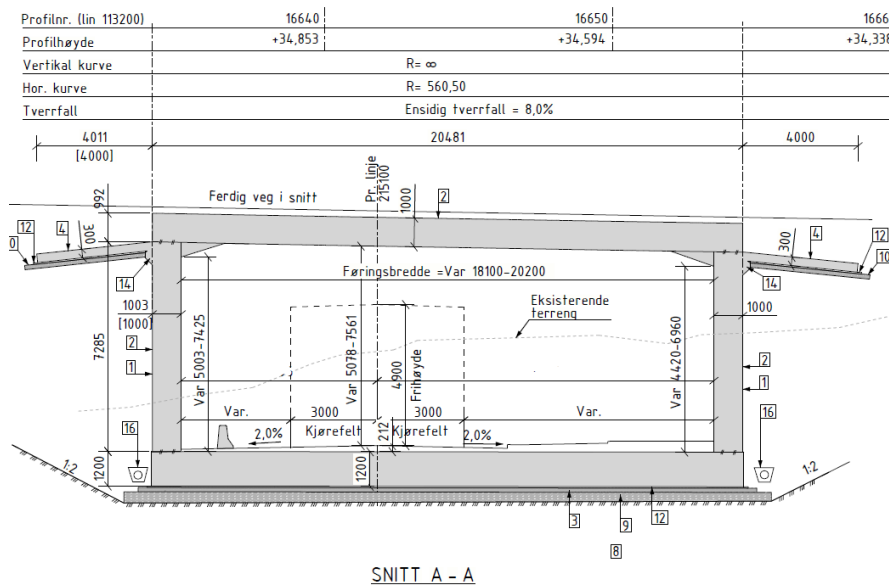 Profilnr. (lin 113200) 16640 16650 1666
Profilhøyde +34,853 +34,594 +34,338
Vertikal kurve R= ∞
Hor. kurve R= 560,50
Tverrfall Ensidig tverrfall = 8,0%
4011 20481 4000
[4000]
Pr. linje
215100
992
Ferdig veg i snitt
1000
2
12
4
300
0
300
4
12
10
14
14
Føringsbredde =Var 18100-20200
1003
[1000]
1000
Eksisterende
terreng
7285
2
1
Var 5003-7425
Var 5078-7561
4900
Frihøyde
Var 4420-6960
2
1
16
Var. 3000 3000 Var.
Kjørefelt 212 Kjørefelt
2,0% 2,0%
16
1:2
1200
1200
1:2
3
9
12
8
SNITT A - A